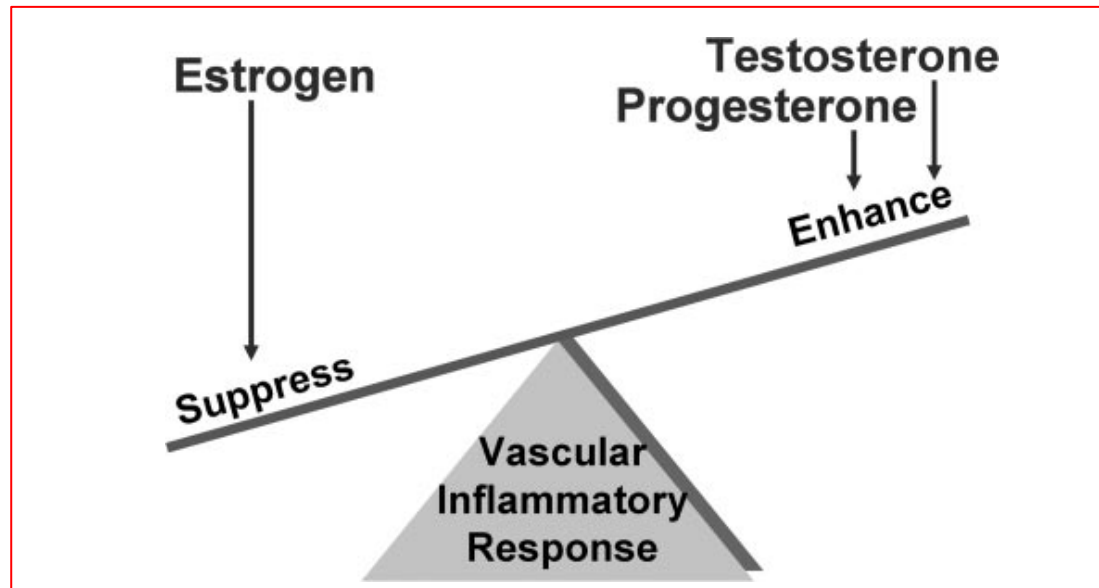 Estrogen
Testosterone
Progesterone
Enhance
Suppress
Vascular
Inflammatory
Response